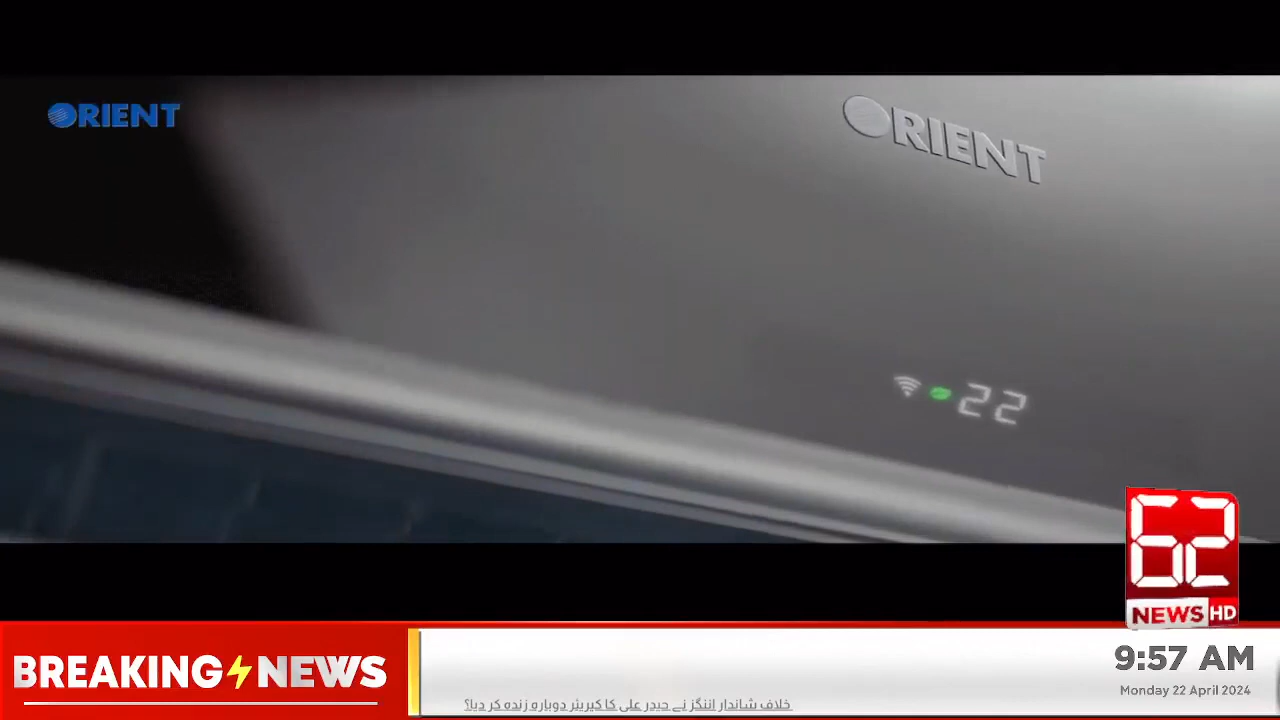 ORIENT
ORIENT
22
62
NEWS HD
BREAKING NEWS
9:57 AM
Monday 22 April 2024
خلاف شاندار اننگز نے حیدر علی کا کیریئر دوبارہ زندہ کر دیا؟